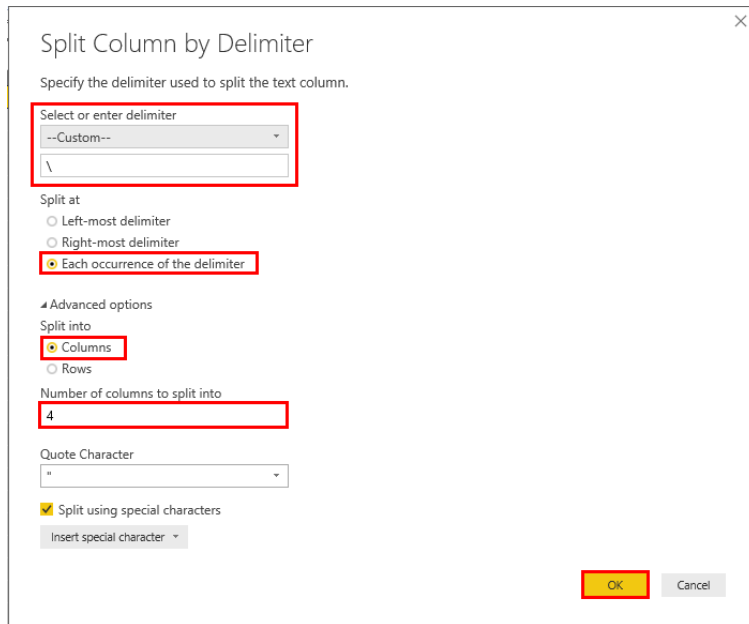 Split Column by Delimiter
Specify the delimiter used to split the text column.
Select or enter delimiter
--Custom--
\
Split at
Left-most delimiter
Right-most delimiter
Each occurrence of the delimiter
Advanced options
Split into
Columns
Rows
Number of columns to split into
4
Quote Character
"
Split using special characters
Insert special character
OK Cancel